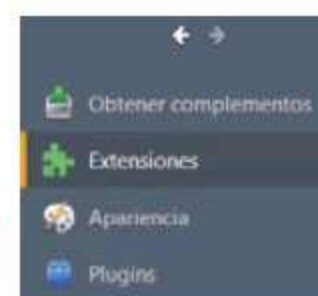 Obtener complementos
Extensiones
Apariencia
Plugins